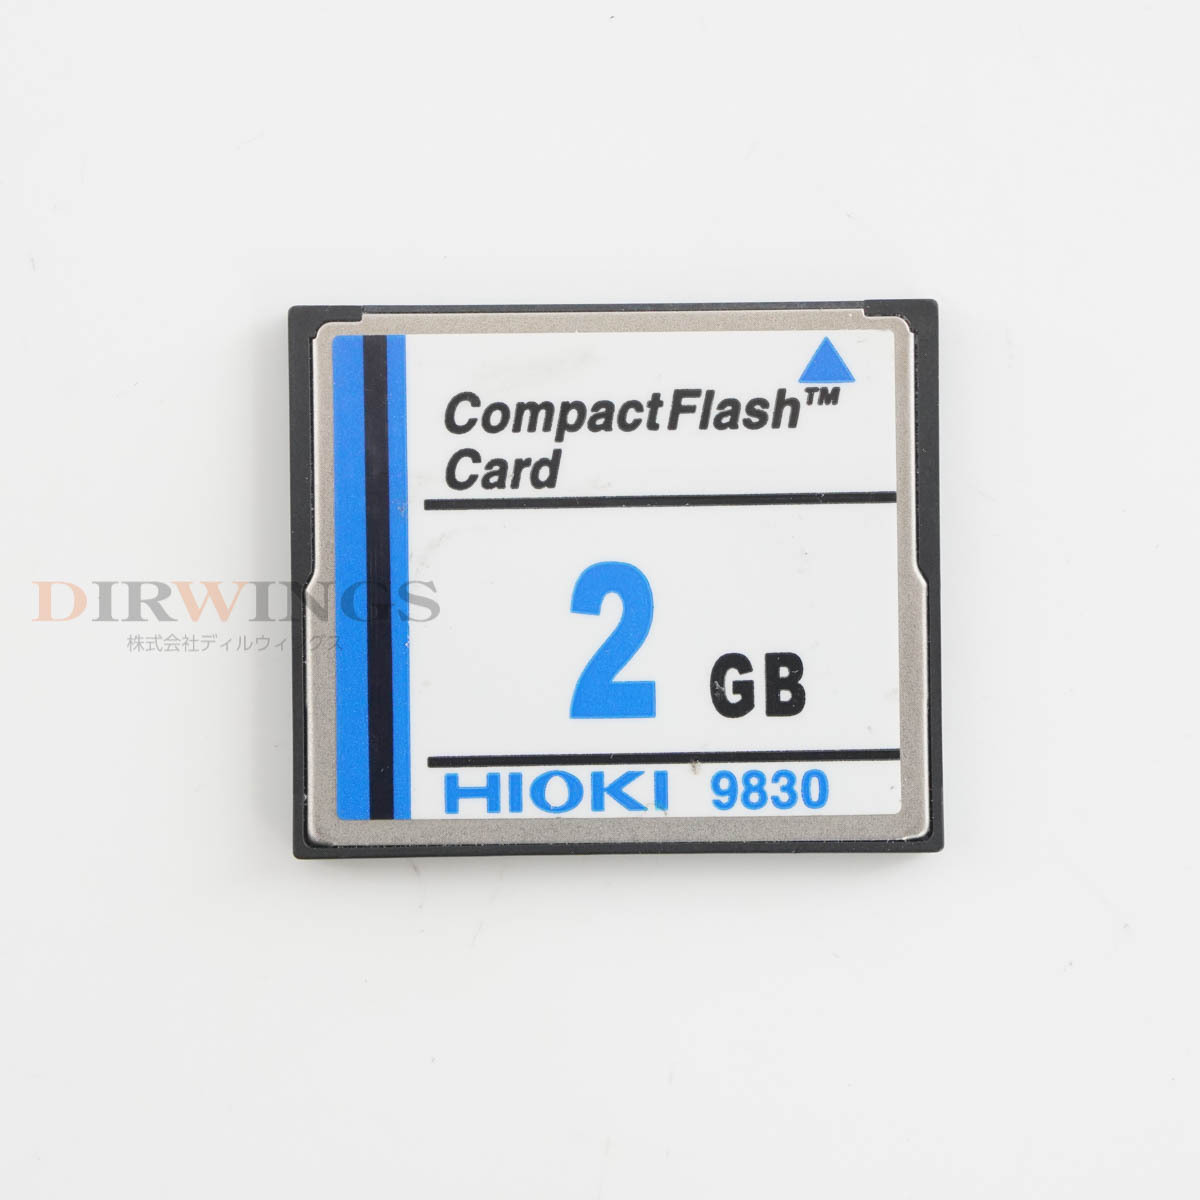 CompactFlash™
Card
2 GB
HIOKI 9830
DIRWINGS
株式会社ディルウィングス